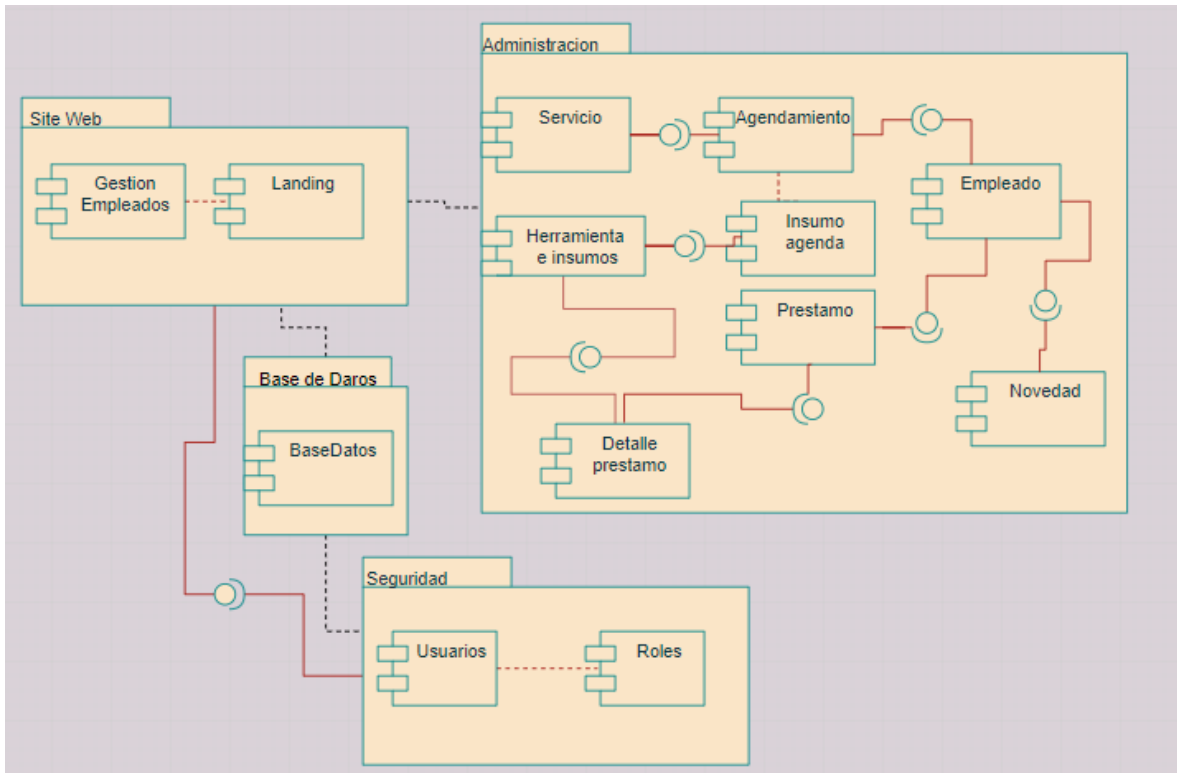 Administracion
Servicio
Agendamiento
Site Web
Gestion
Empleados
Landing
Empleado
Herramienta
e insumos
Insumo
agenda
Prestamo
Base de Daros
Novedad
BaseDatos
Detalle
prestamo
Seguridad
Usuarios
Roles